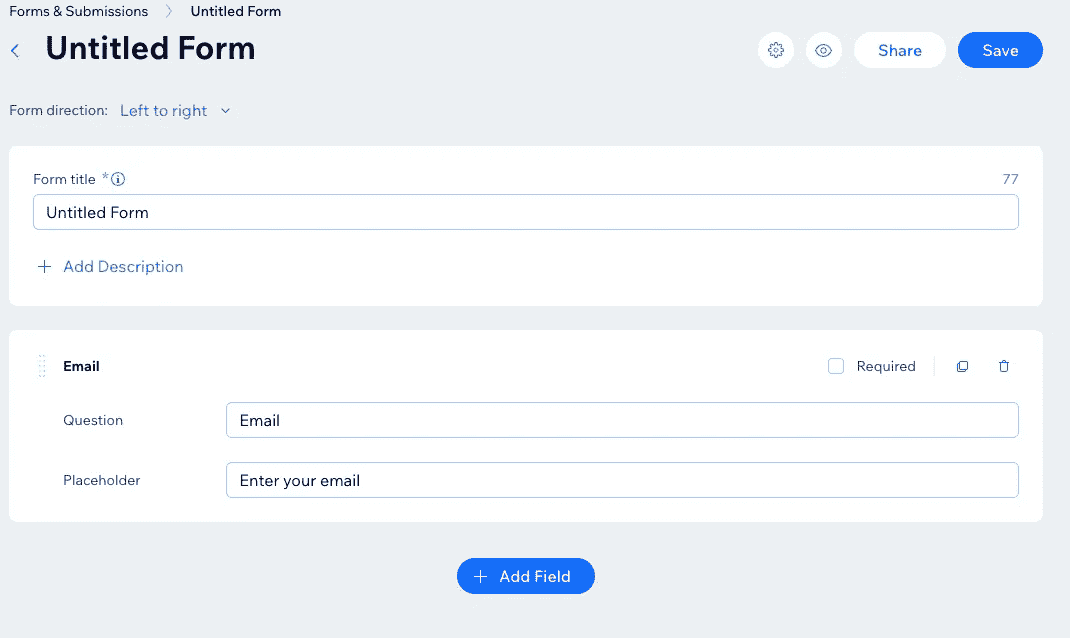 Forms & Submissions > Untitled Form
Untitled Form
Share
Save
Form direction: Left to right
Form title *
77
Untitled Form
+ Add Description
Email
Required
Question
Email
Placeholder
Enter your email
+ Add Field